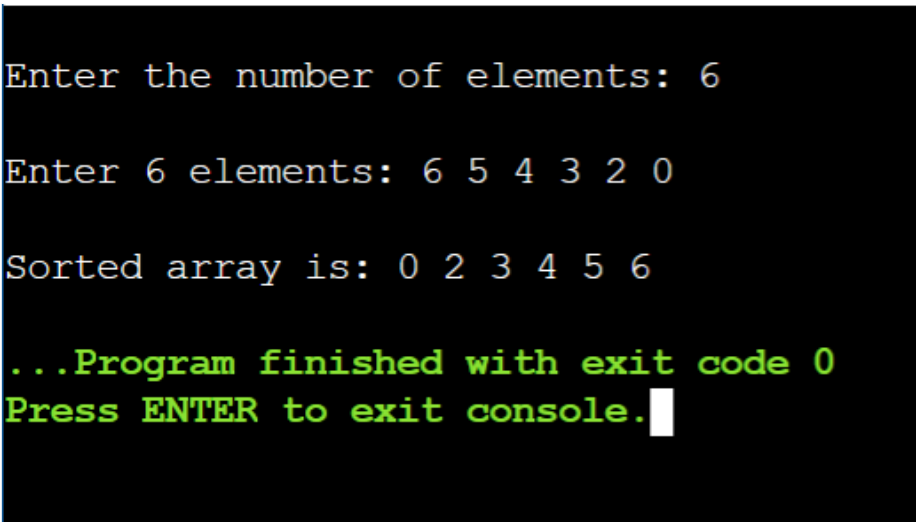 Enter the number of elements: 6
Enter 6 elements: 6 5 4 3 2 0
Sorted array is: 0 2 3 4 5 6
...Program finished with exit code 0
Press ENTER to exit console.